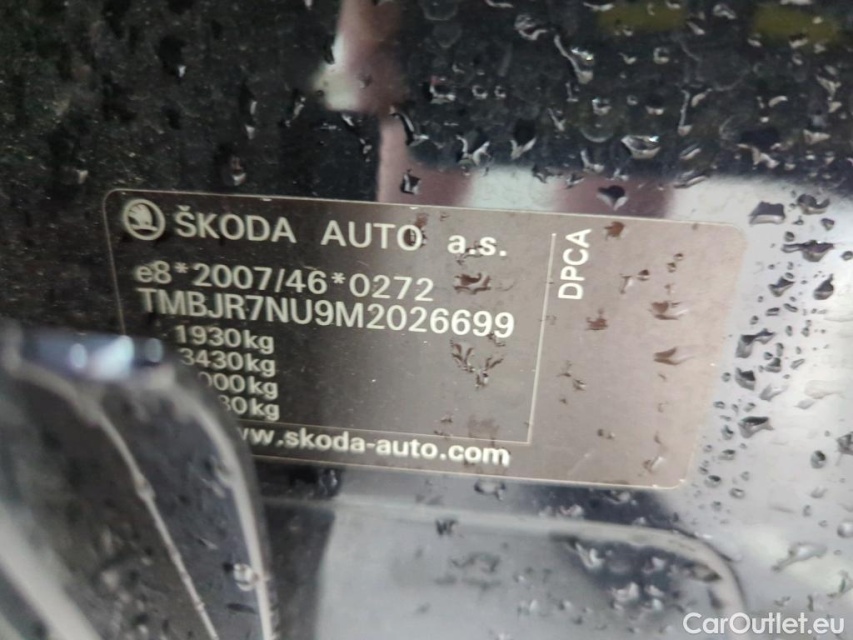 ŠKODA AUTO a.s.
e8*2007/46*0272
TMBJR7NU9M2026699
1930kg
3430kg
www.skoda-auto.com
DPCA
CarOutlet.eu